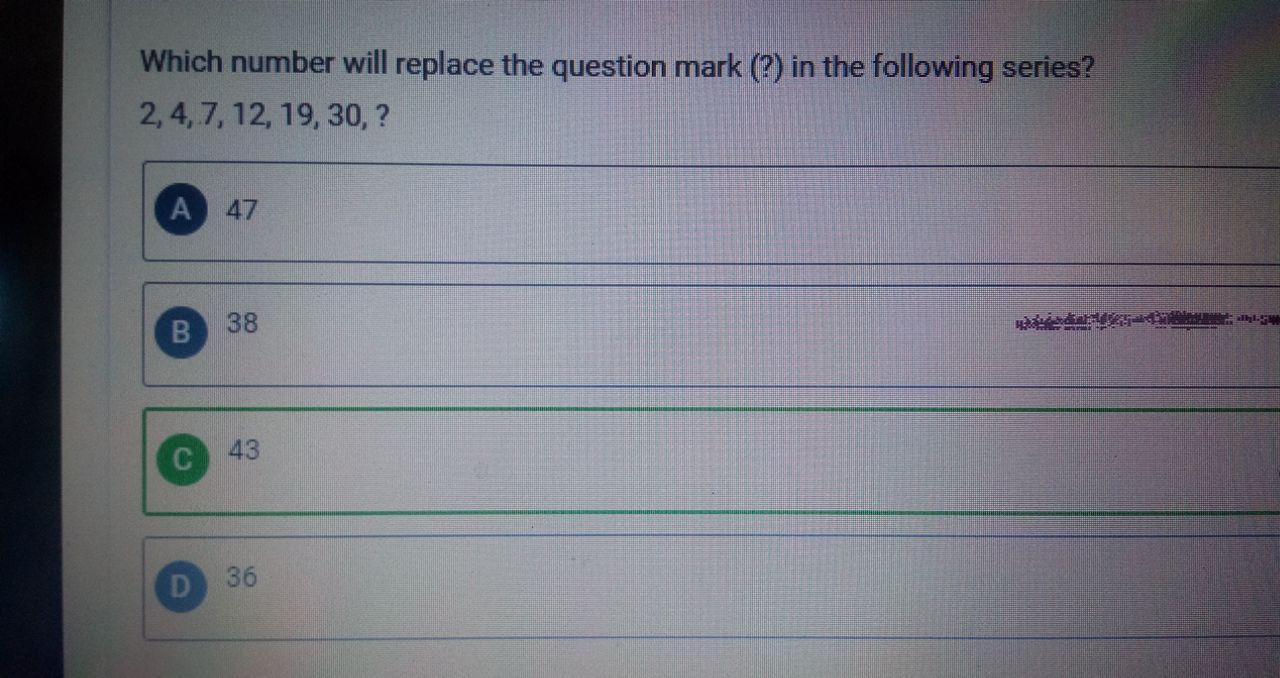 Which number will replace the question mark (?) in the following series?
2, 4, 7, 12, 19, 30, ?
A 47
B 38
C 43
D 36